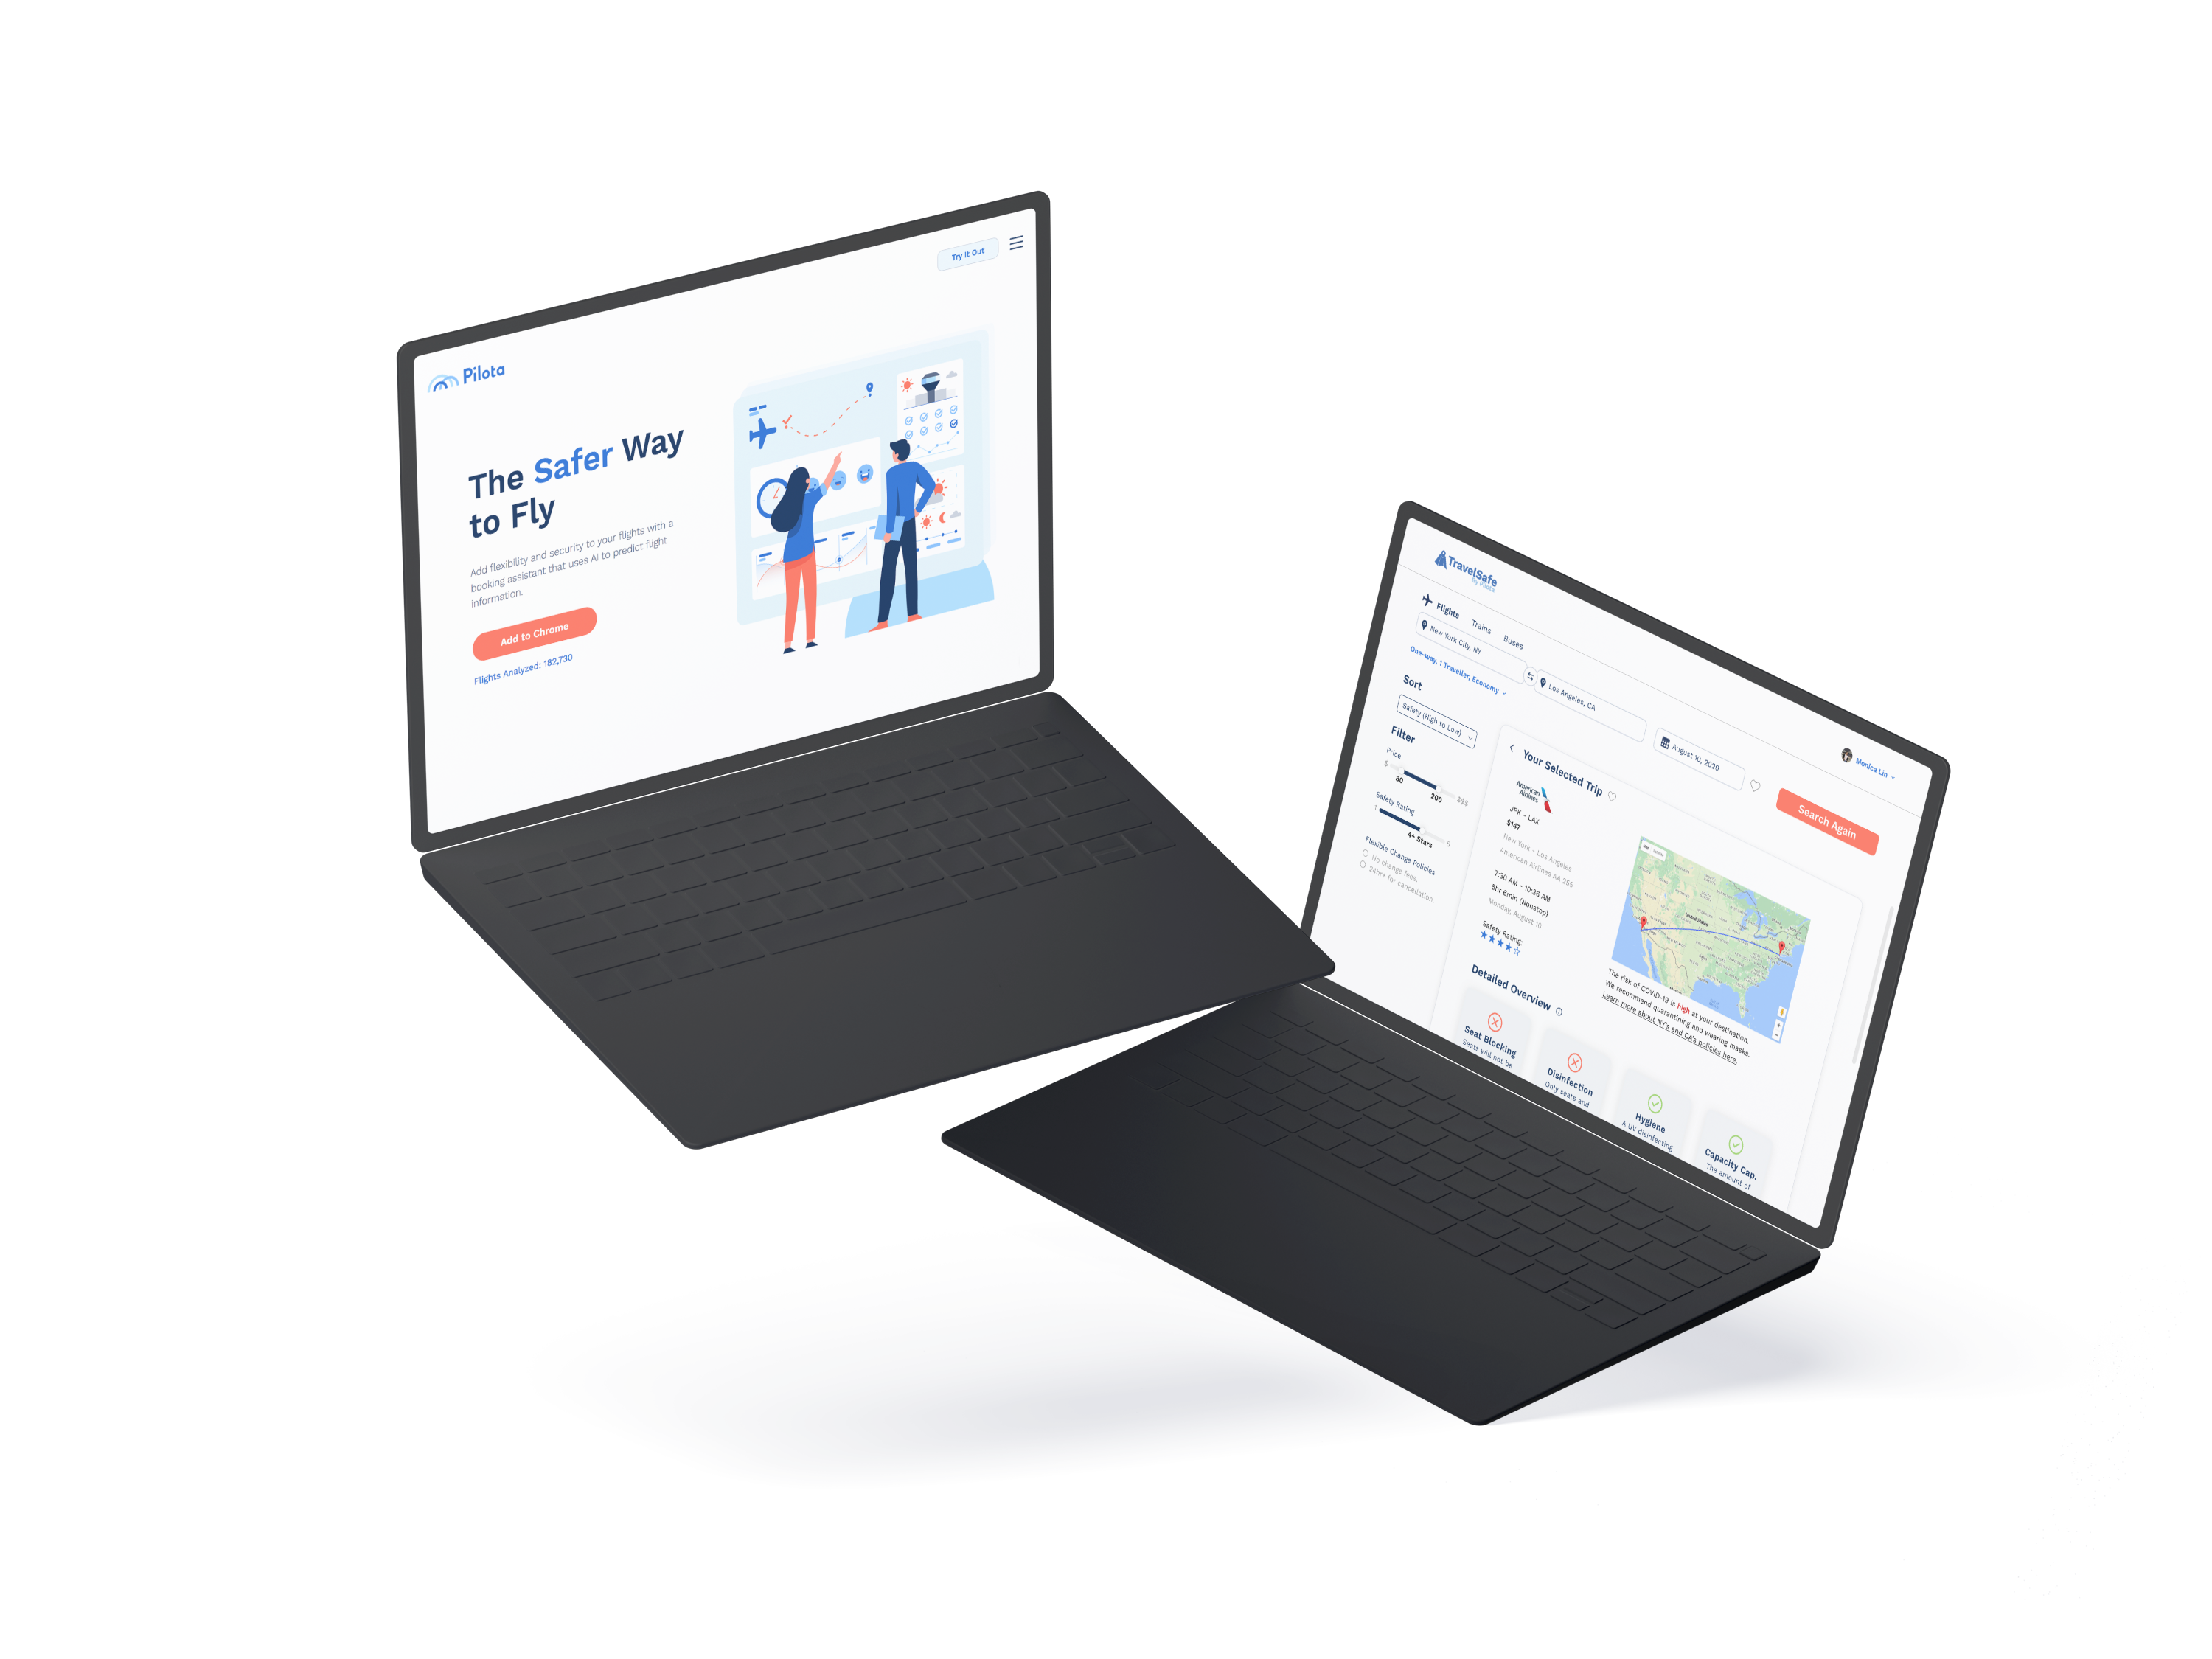 Try It Out
Pilota
The Safer Way
to Fly
Add flexibility and security to your flights with a
booking assistant that uses AI to predict flight
information.
Add to Chrome
Flights Analyzed: 182,730
TravelSafe
By Pilota
Monica Lin
Flights Trains Buses
New York City, NY
Los Angeles, CA
August 10, 2020
Search Again
One-way, 1 Traveller, Economy
Sort
Safety (High to Low)
Filter
Price
$ $$$
80 200
Safety Rating
4+ Stars
Flexible Change Policies
No change fees.
24hr+ for cancellation.
Your Selected Trip
American
Airlines
JFK - LAX
$147
New York - Los Angeles
American Airlines AA 255
7:30 AM - 10:36 AM
5hr 6min (Nonstop)
Monday, August 10
Safety Rating:
United States
The risk of COVID-19 is high at your destination.
We recommend quarantining and wearing masks.
Learn more about NY's and CA's policies here.
Detailed Overview
Seat Blocking
Seats will not be
Disinfection
Only seats and
Hygiene
A UV disinfecting
Capacity Cap.
The amount of